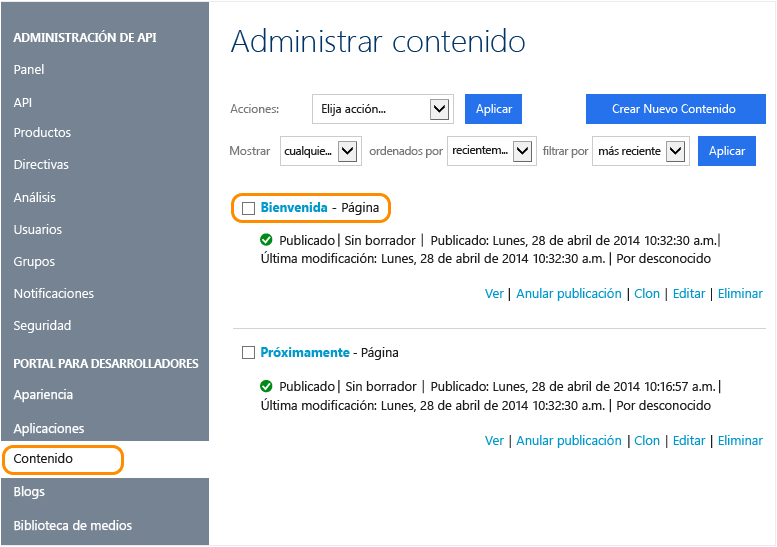 ADMINISTRACIÓN DE API
Panel
API
Productos
Directivas
Análisis
Usuarios
Grupos
Notificaciones
Seguridad
PORTAL PARA DESARROLLADORES
Apariencia
Aplicaciones
Contenido
Blogs
Biblioteca de medios
Administrar contenido
Acciones: Elija acción... Aplicar Crear Nuevo Contenido
Mostrar cualquie... ordenados por recientem... filtrar por más reciente Aplicar
Bienvenida - Página
Publicado | Sin borrador | Publicado: Lunes, 28 de abril de 2014 10:32:30 a.m.|
Última modificación: Lunes, 28 de abril de 2014 10:32:30 a.m. | Por desconocido
Ver | Anular publicación | Clon | Editar | Eliminar
Próximamente - Página
Publicado | Sin borrador | Publicado: Lunes, 28 de abril de 2014 10:16:57 a.m. |
Última modificación: Lunes, 28 de abril de 2014 10:32:30 a.m. | Por desconocido
Ver | Anular publicación | Clon | Editar | Eliminar